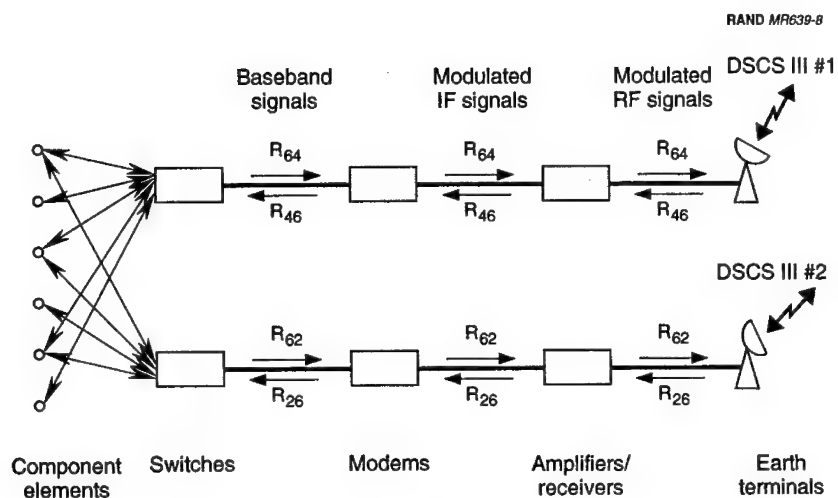 RAND MR639-8
DSCS III #1
Baseband signals
Modulated IF signals
Modulated RF signals
R64
R64
R64
R46
R46
R46
DSCS III #2
R62
R62
R62
R26
R26
R26
Component elements
Switches
Modems
Amplifiers/ receivers
Earth terminals